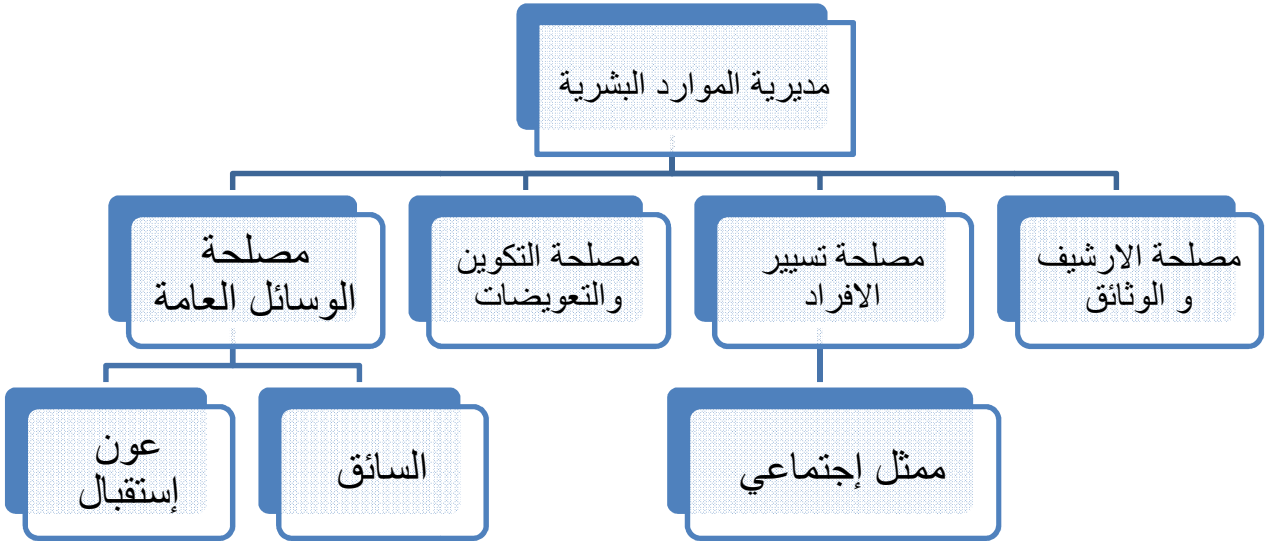 مديرية الموارد البشرية
مصلحة الارشيف
و الوثائق
مصلحة تسيير
الافراد
مصلحة التكوين
والتعويضات
مصلحة
الوسائل العامة
ممثل إجتماعي
السائق
عون
إستقبال